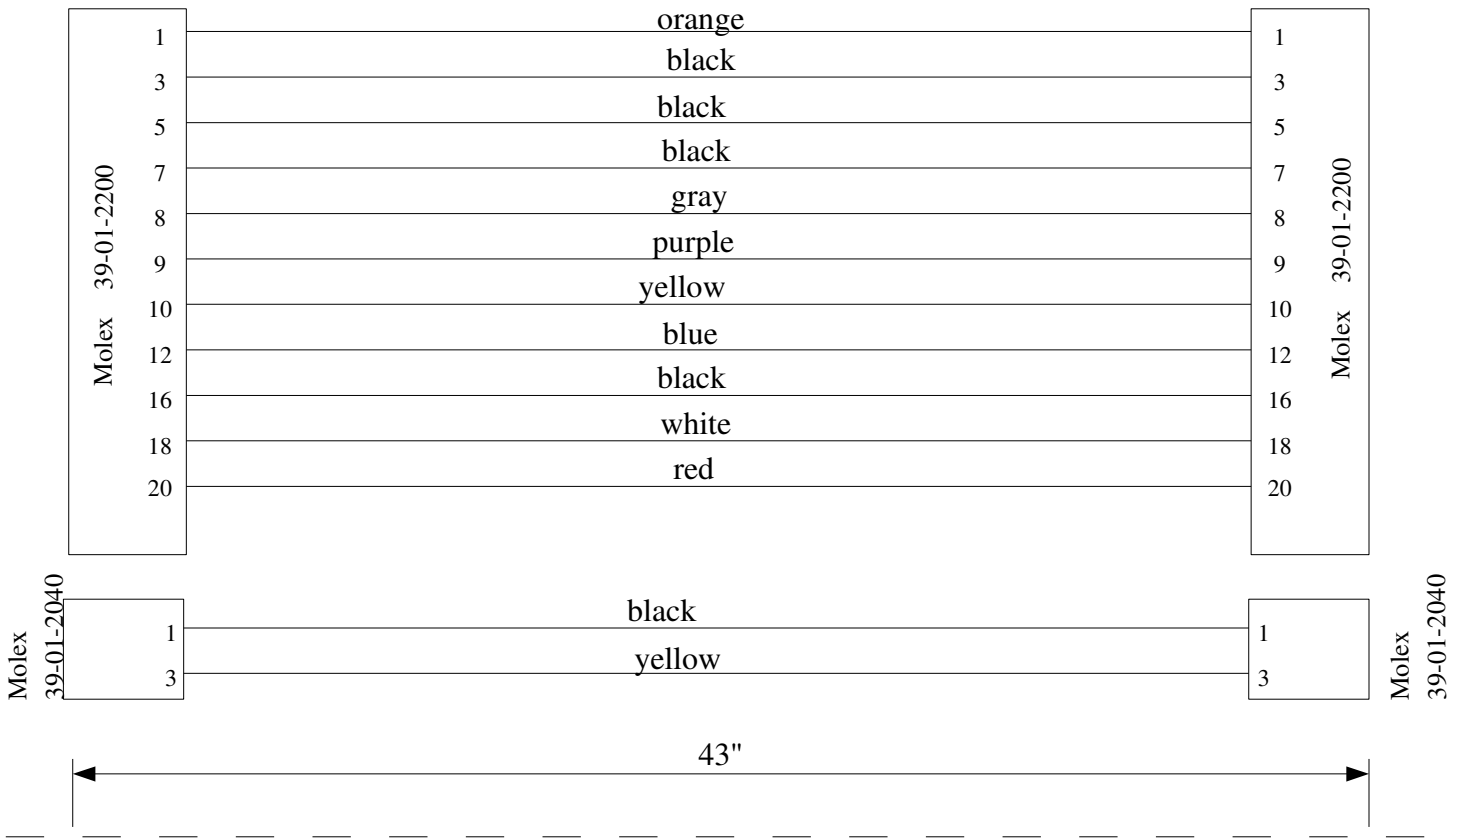 orange
1 1
black
3 3
black
5 5
black
7 7
gray
8 8
purple
9 9
yellow
10 10
blue
12 12
black
16 16
white
18 18
red
20 20
Molex 39-01-2200
Molex 39-01-2200
black
1 1
yellow
3 3
Molex
39-01-2040
Molex
39-01-2040
43"